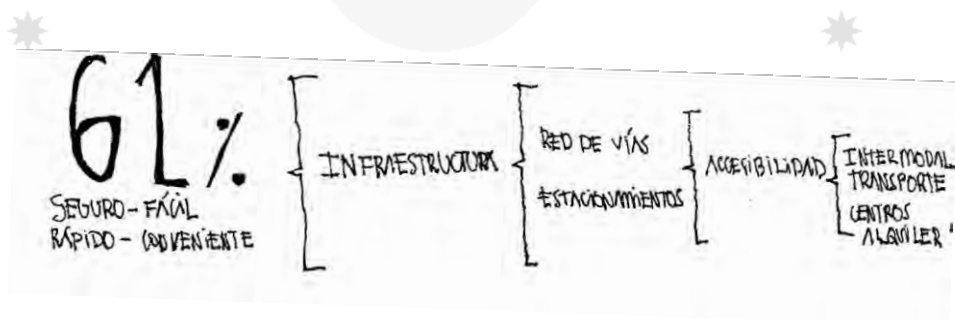 61%
SEGURO - FÁCIL
RÁPIDO - CONVENIENTE
INFRAESTRUCTURA
RED DE VÍAS
ESTACIONAMIENTOS
ACCESIBILIDAD
INTERMODAL
TRANSPORTE
CENTROS
ALQUILER